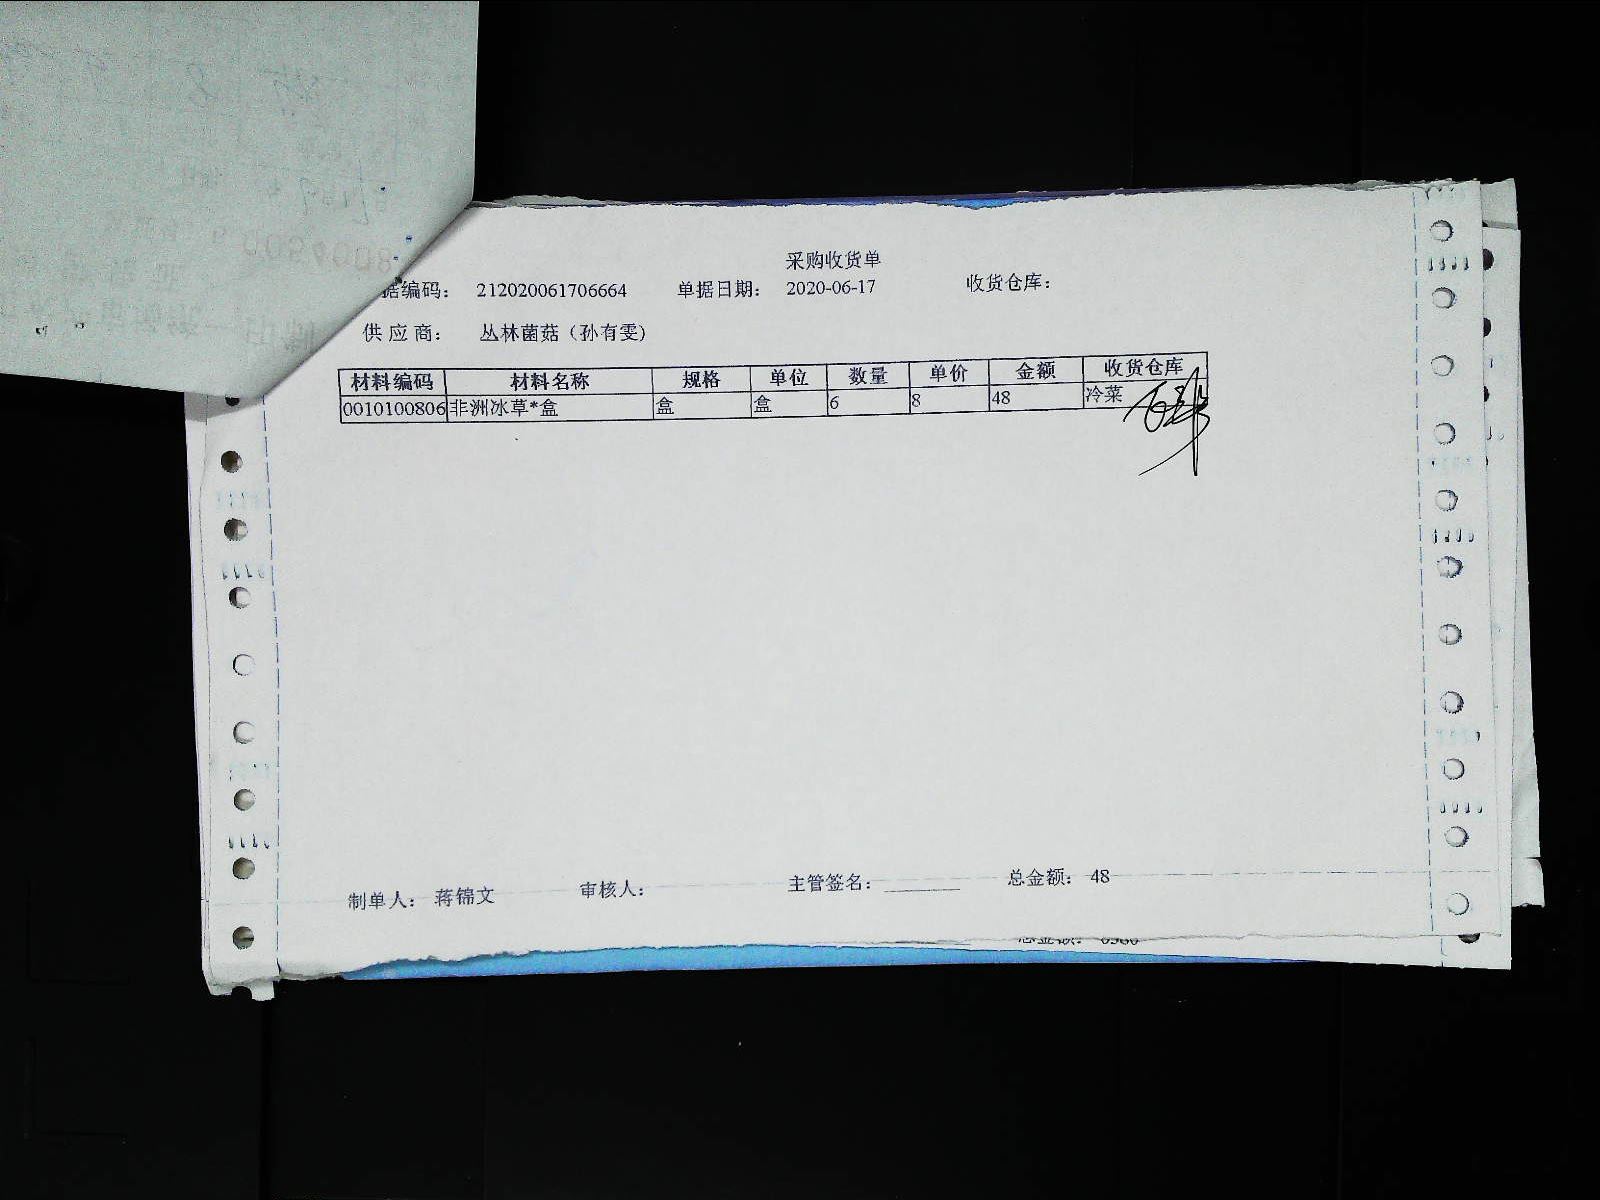 采购收货单
据编码： 212020061706664 单据日期： 2020-06-17 收货仓库：
供应商： 丛林菌菇（孙有雯）
材料编码 材料名称 规格 单位 数量 单价 金额 收货仓库
0010100806 非洲冰草*盒 盒 盒 6 8 48 冷菜
制单人： 蒋锦文 审核人： 主管签名： ________ 总金额： 48